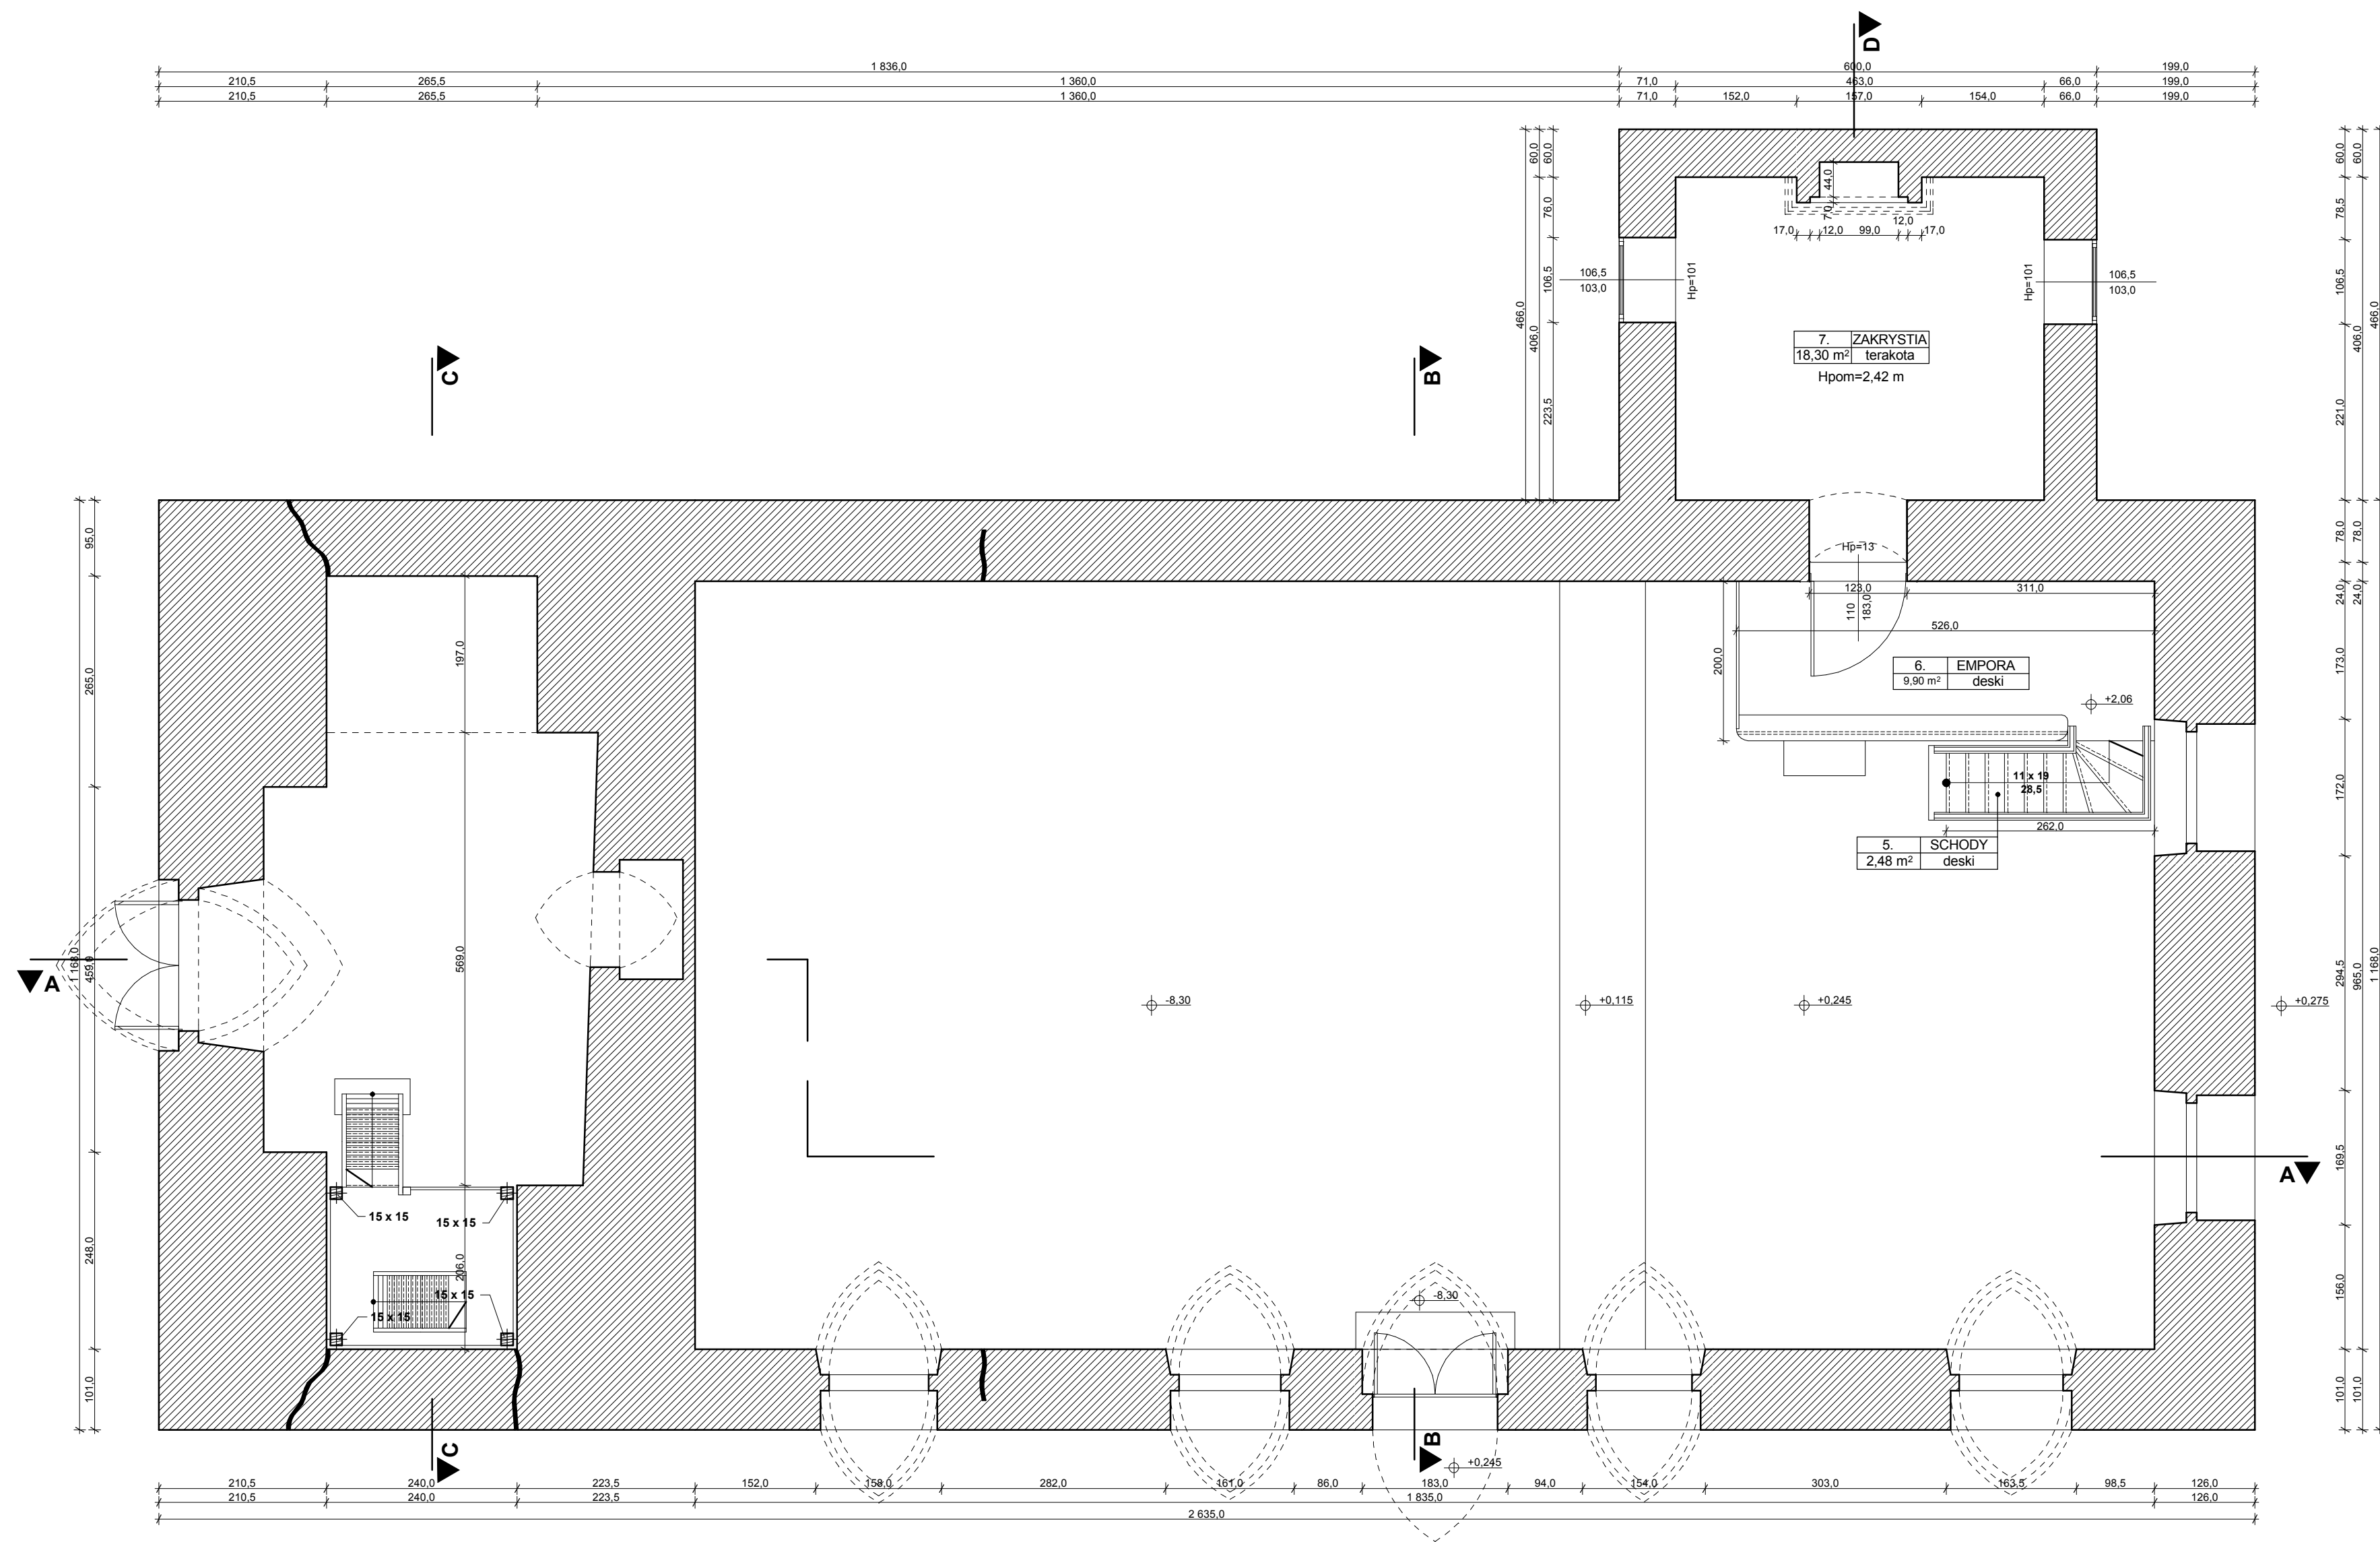 D
1 836,0 600,0 199,0
210,5 265,5 1 360,0 71,0 463,0 66,0 199,0
210,5 265,5 1 360,0 71,0 152,0 157,0 154,0 66,0 199,0
60,0 60,0 60,0 60,0
44,0
76,0 78,5
7,0 12,0
17,0 12,0 99,0 17,0
106,5 106,5
103,0 103,0
Hp=101 Hp=101
106,5 106,5
466,0 406,0 406,0 466,0
7. ZAKRYSTIA
18,30 m² terakota
Hpom=2,42 m
C B
223,5 221,0
95,0 78,0 78,0
Hp=13
123,0 311,0
24,0 24,0
110
183,0
526,0
197,0 200,0
265,0 173,0
6. EMPORA
9,90 m² deski
+2,06
11 x 19
28,5
172,0
262,0
5. SCHODY
2,48 m² deski
1 168,0 459,0 569,0
A
294,5 965,0 1 168,0
-8,30 +0,115 +0,245 +0,275
169,5
A
15 x 15 15 x 15
248,0 206,0 156,0
15 x 15 -8,30
15 x 15
101,0 101,0 101,0
C B
+0,245
210,5 240,0 223,5 152,0 159,0 282,0 161,0 86,0 183,0 94,0 154,0 303,0 163,5 98,5 126,0
210,5 240,0 223,5 1 835,0 126,0
2 635,0